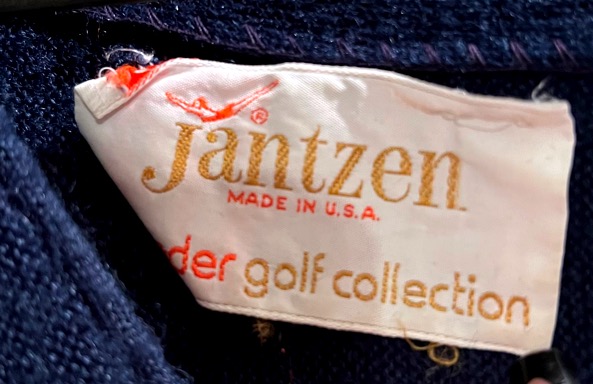 Jantzen®
MADE IN U.S.A.
der golf collection